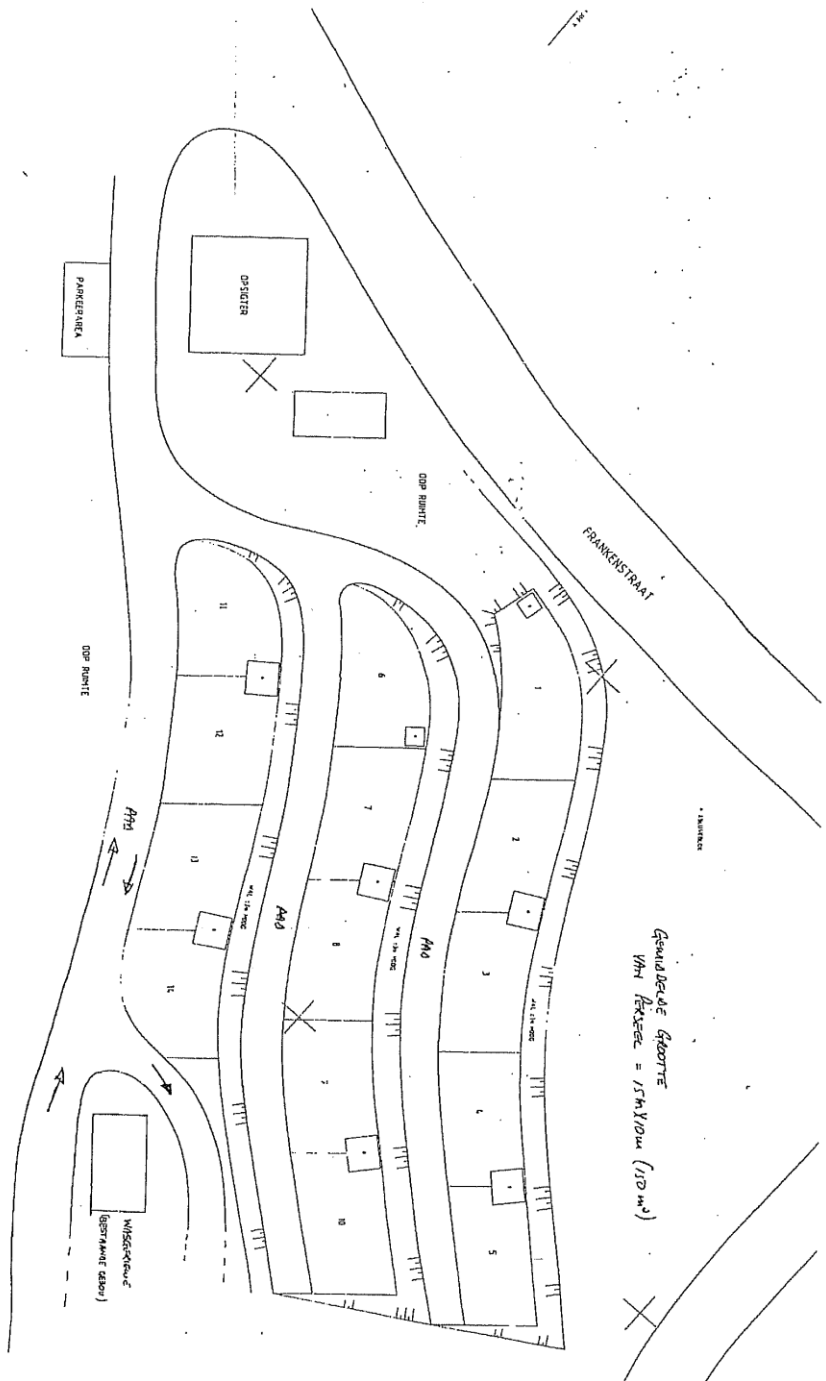 FRANKENSTRAAT
OPSIGTER
PARKEERAREA
OOP RUIMTE
OOP RUIMTE
1
2
3
4
5
6
7
8
10
11
12
13
14
PAD
PAD
PAD
GEMIDDELDE GROOTTE
VAN PERSEEL = 15m X 10m (150 m²)
WASGERIEWE
(BESTAANDE GEBOU)